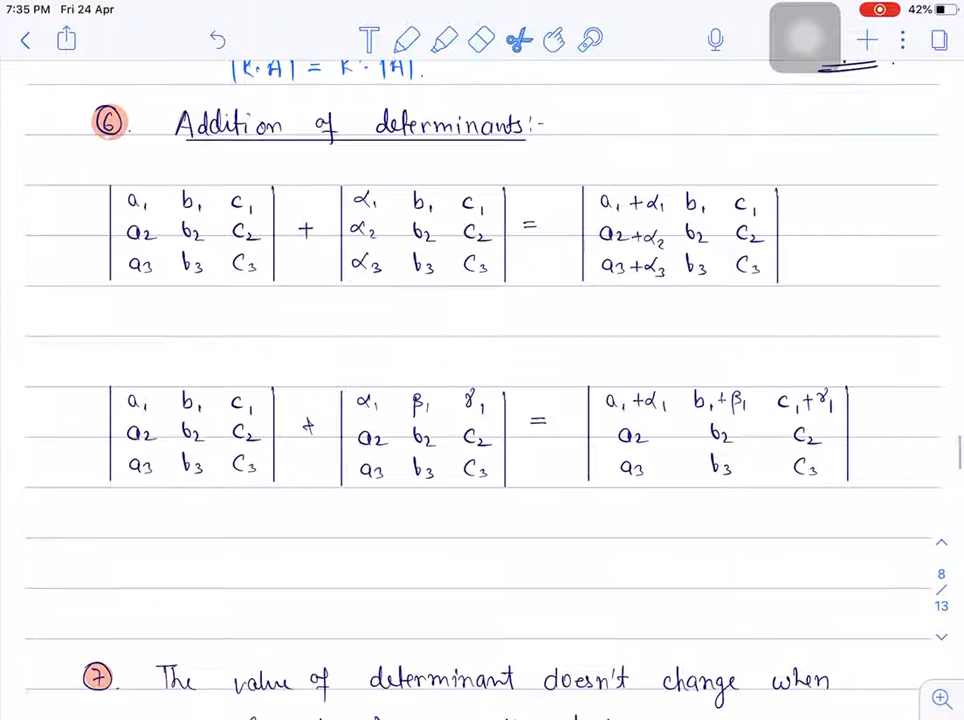 7:35 PM Fri 24 Apr
42%
|K·A| = K · |A|.
6. Addition of determinants:-
| a1 b1 c1 | | α1 b1 c1 | | a1+α1 b1 c1 |
| a2 b2 c2 | + | α2 b2 c2 | = | a2+α2 b2 c2 |
| a3 b3 c3 | | α3 b3 c3 | | a3+α3 b3 c3 |
| a1 b1 c1 | | α1 β1 γ1 | | a1+α1 b1+β1 c1+γ1 |
| a2 b2 c2 | + | a2 b2 c2 | = | a2 b2 c2 |
| a3 b3 c3 | | a3 b3 c3 | | a3 b3 c3 |
8
/
13
7. The value of determinant doesn't change when